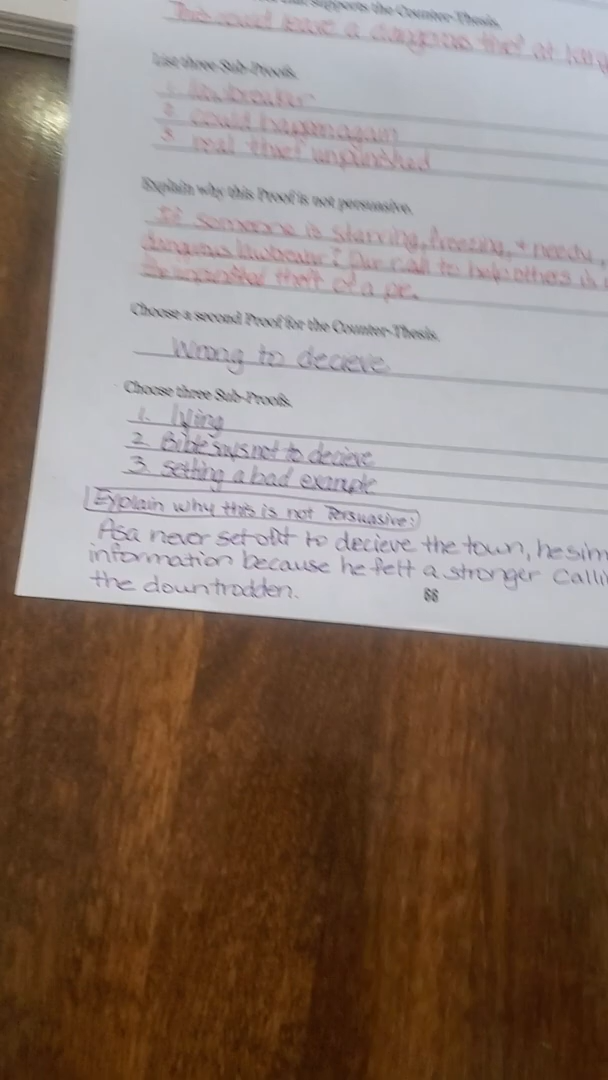 supports the Counter-Thesis.
This would leave a dangerous theif at
List three Sub-Proofs.
1. lawbreaker
2. could happen again
3. real thief unpunished
Explain why this Proof is not persuasive.
If someone is starving, freezing, + needy,
dangerous lawbreaker? Our call to help others is
theft of a pe.
Choose a second Proof for the Counter-Thesis.
Wrong to decieve
Choose three Sub-Proofs.
1. lying
2. Bible says not to decieve
3. setting a bad example
Explain why this is not Persuasive:
Asa never set out to decieve the town, he sim
information because he felt a stronger calli
the downtrodden.
66